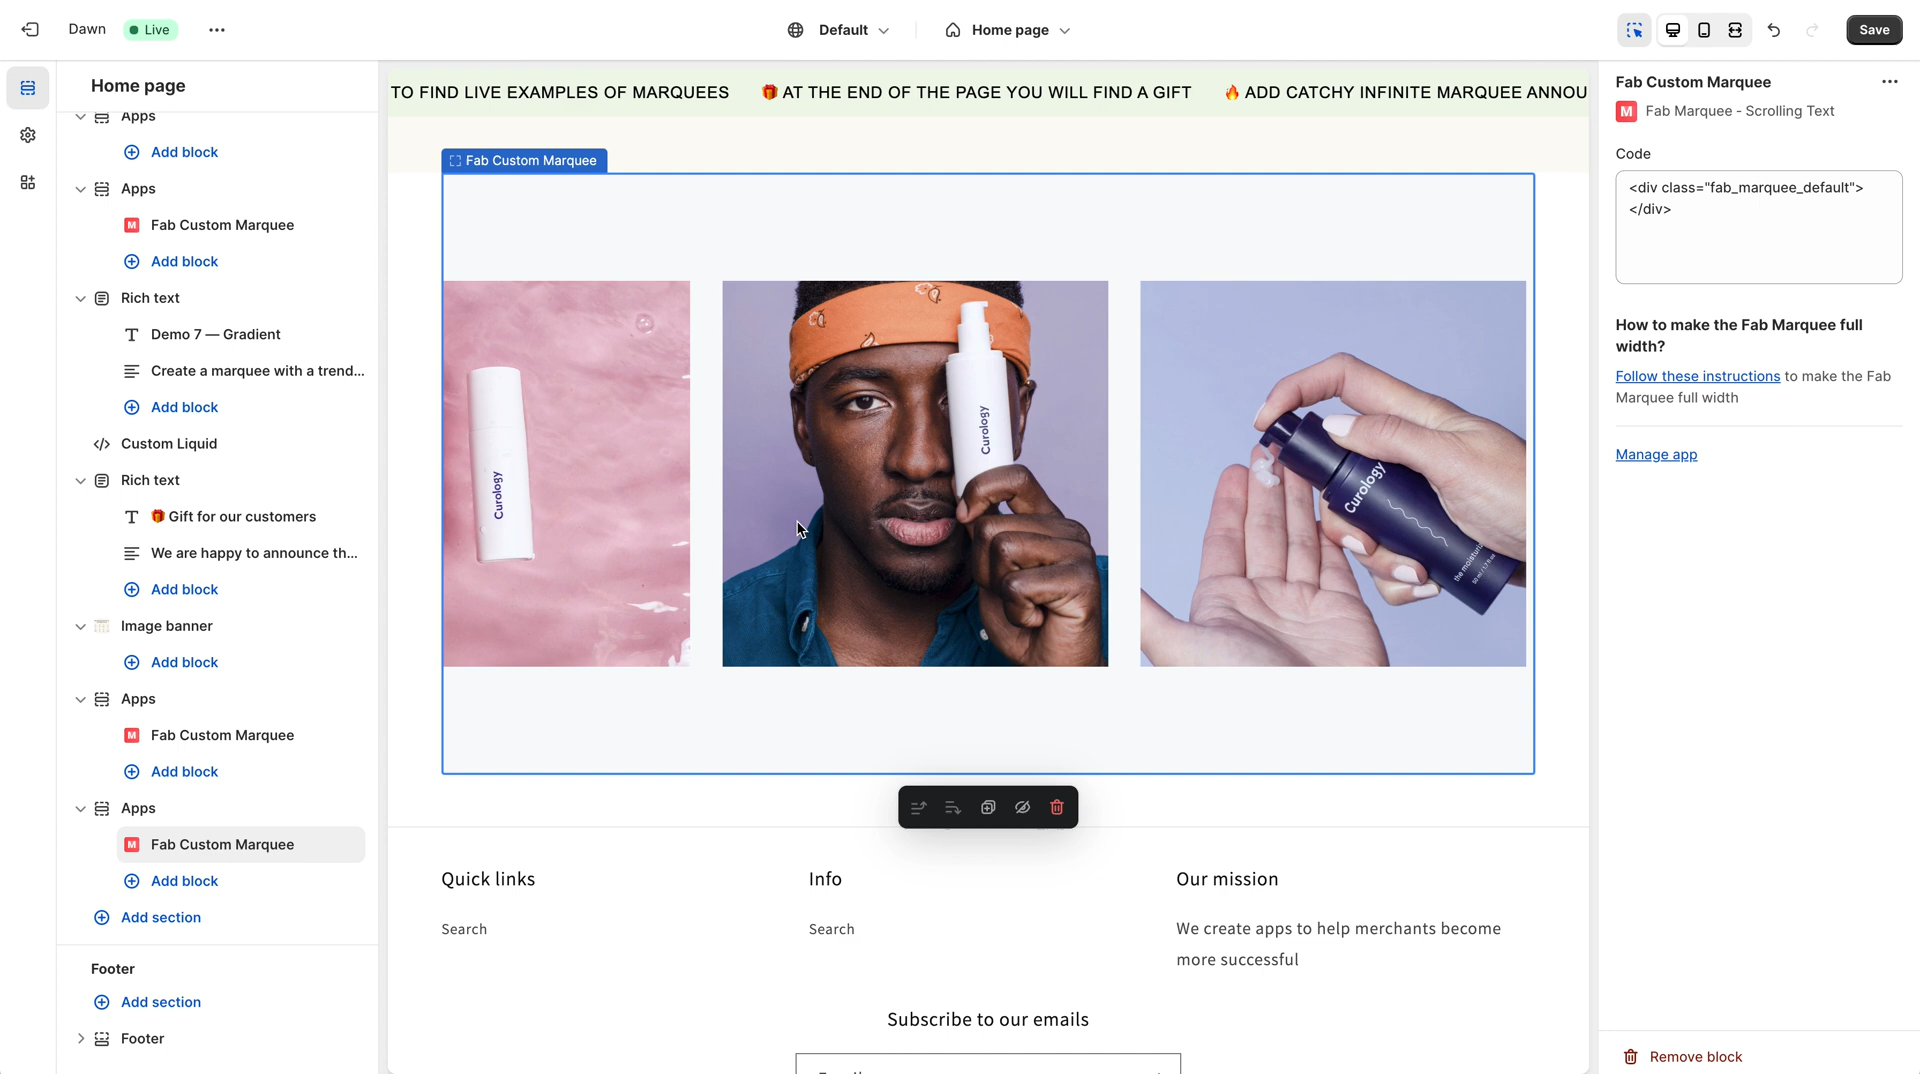 Dawn
Live
Default
Home page
Save
Home page
Apps
Add block
Apps
Fab Custom Marquee
Add block
Rich text
Demo 7 — Gradient
Create a marquee with a trend...
Add block
Custom Liquid
Rich text
🎁 Gift for our customers
We are happy to announce th...
Add block
Image banner
Add block
Apps
Fab Custom Marquee
Add block
Apps
Fab Custom Marquee
Add block
Add section
Footer
Add section
Footer
TO FIND LIVE EXAMPLES OF MARQUEES 🎁 AT THE END OF THE PAGE YOU WILL FIND A GIFT 🔥 ADD CATCHY INFINITE MARQUEE ANNOU
Fab Custom Marquee
Curology
Curology
Curology
Quick links
Search
Info
Search
Our mission
We create apps to help merchants become
more successful
Subscribe to our emails
Fab Custom Marquee
M Fab Marquee - Scrolling Text
Code
<div class="fab_marquee_default">
</div>
How to make the Fab Marquee full
width?
Follow these instructions to make the Fab
Marquee full width
Manage app
Remove block